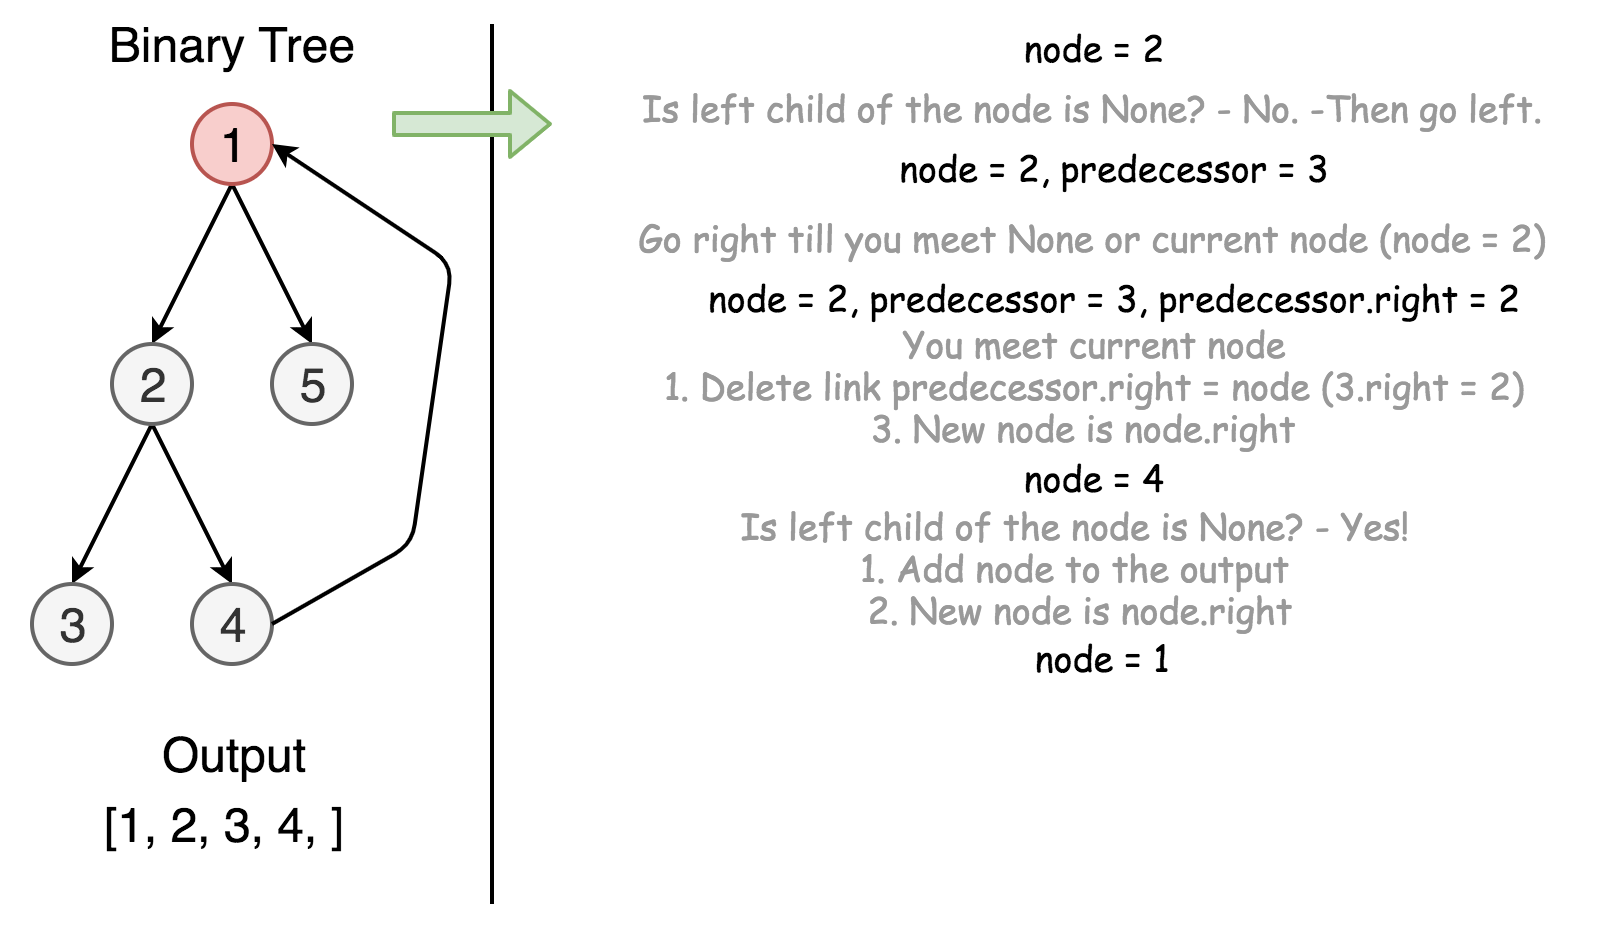 Binary Tree
1
2
5
3
4
Output
[1, 2, 3, 4, ]
node = 2
Is left child of the node is None? - No. -Then go left.
node = 2, predecessor = 3
Go right till you meet None or current node (node = 2)
node = 2, predecessor = 3, predecessor.right = 2
You meet current node
1. Delete link predecessor.right = node (3.right = 2)
3. New node is node.right
node = 4
Is left child of the node is None? - Yes!
1. Add node to the output
2. New node is node.right
node = 1